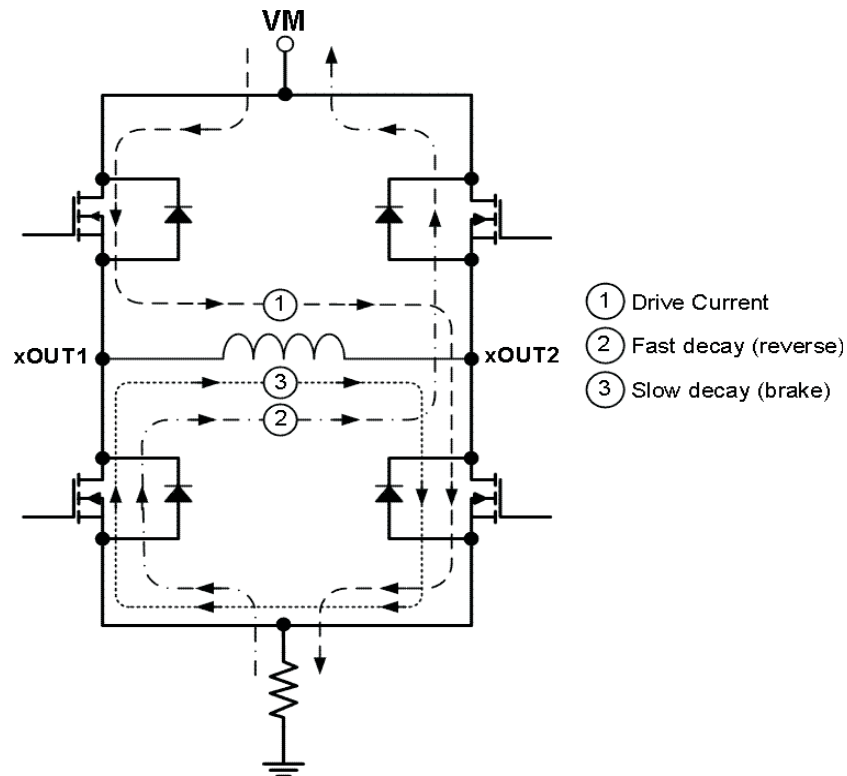 VM
1
1 Drive Current
xOUT1
xOUT2
2 Fast decay (reverse)
3
3 Slow decay (brake)
2